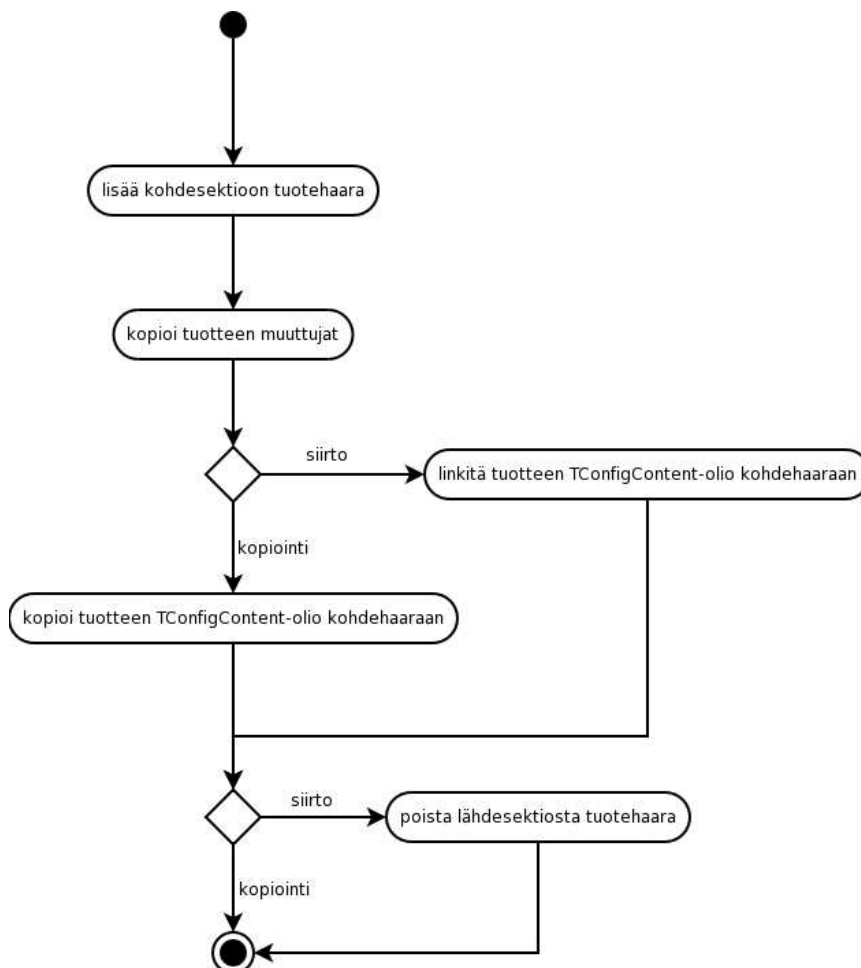 lisää kohdesektioon tuotehaara
kopioi tuotteen muuttujat
siirto
linkitä tuotteen TConfigContent-olio kohdehaaraan
kopiointi
kopioi tuotteen TConfigContent-olio kohdehaaraan
siirto
poista lähdesektiosta tuotehaara
kopiointi